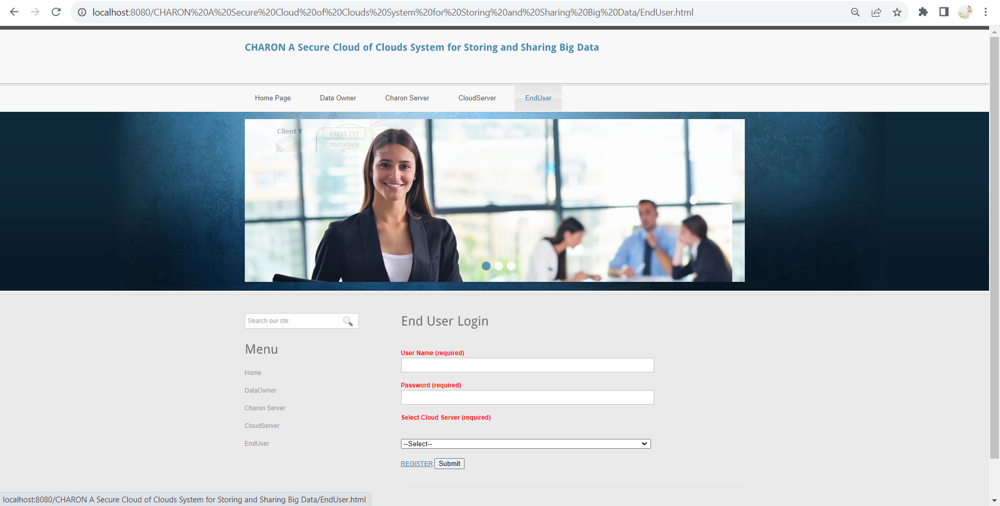 localhost:8080/CHARON%20A%20Secure%20Cloud%20of%20Clouds%20System%20for%20Storing%20and%20Sharing%20Big%20Data/EndUser.html
CHARON A Secure Cloud of Clouds System for Storing and Sharing Big Data
Home Page Data Owner Charon Server CloudServer EndUser
Client Y
PNS1 [Y]
metadata
Search our ste:
Menu
Home
DataOwner
Charon Server
CloudServer
EndUser
End User Login
User Name (required)
Password (required)
Select Cloud Server (required)
--Select--
REGISTER Submit
localhost:8080/CHARON A Secure Cloud of Clouds System for Storing and Sharing Big Data/EndUser.html